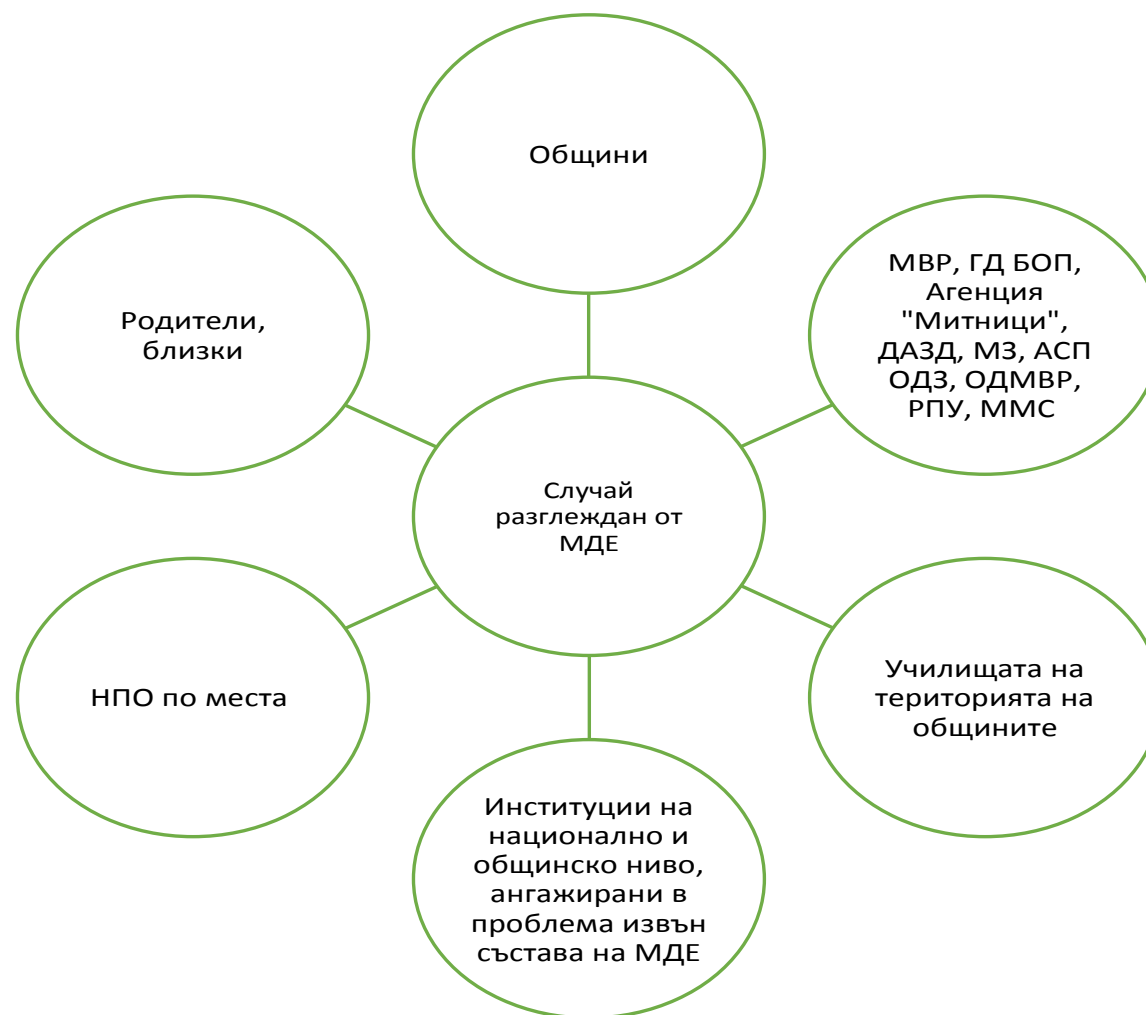 Общини
Родители,
близки
МВР, ГД БОП,
Агенция
"Митници",
ДАЗД, МЗ, АСП
ОДЗ, ОДМВР,
РПУ, ММС
Случай
разглеждан от
МДЕ
НПО по места
Училищата на
територията на
общините
Институции на
национално и
общинско ниво,
ангажирани в
проблема извън
състава на МДЕ